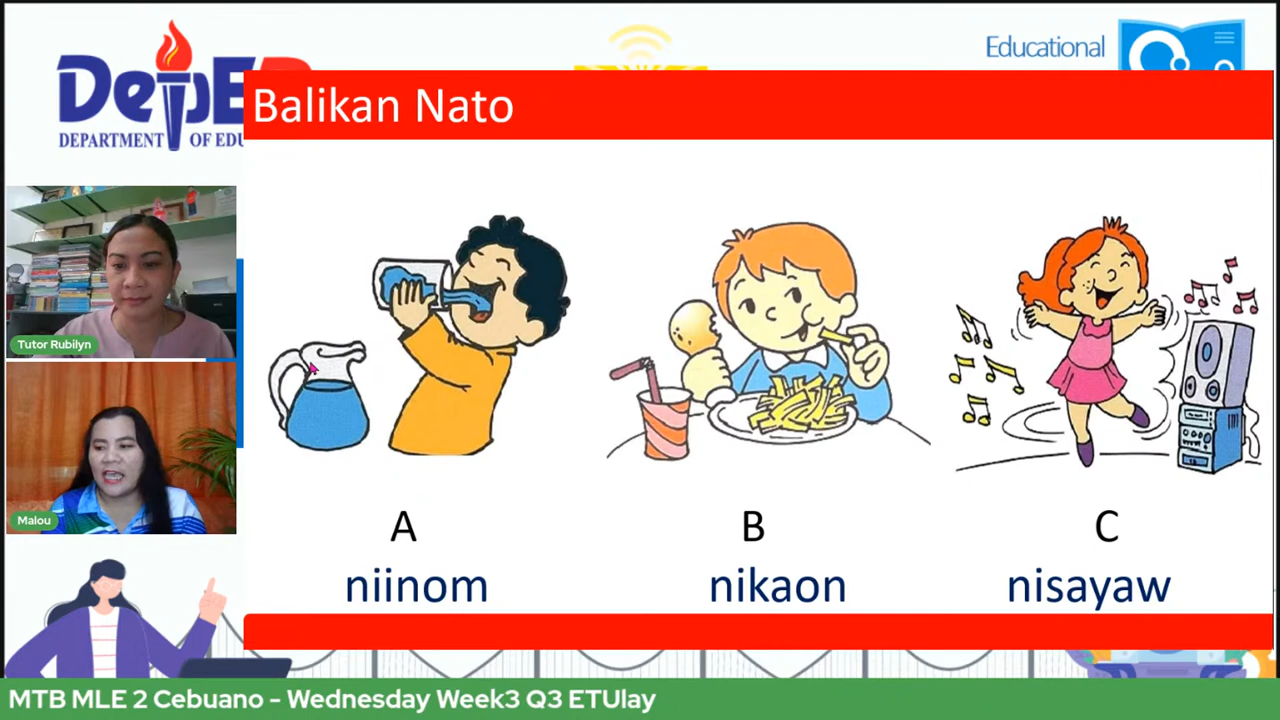 DepE
DEPARTMENT OF EDU
Educational
Balikan Nato
Tutor Rubilyn
Malou
A
B
C
niinom
nikaon
nisayaw
MTB MLE 2 Cebuano - Wednesday Week3 Q3 ETUlay